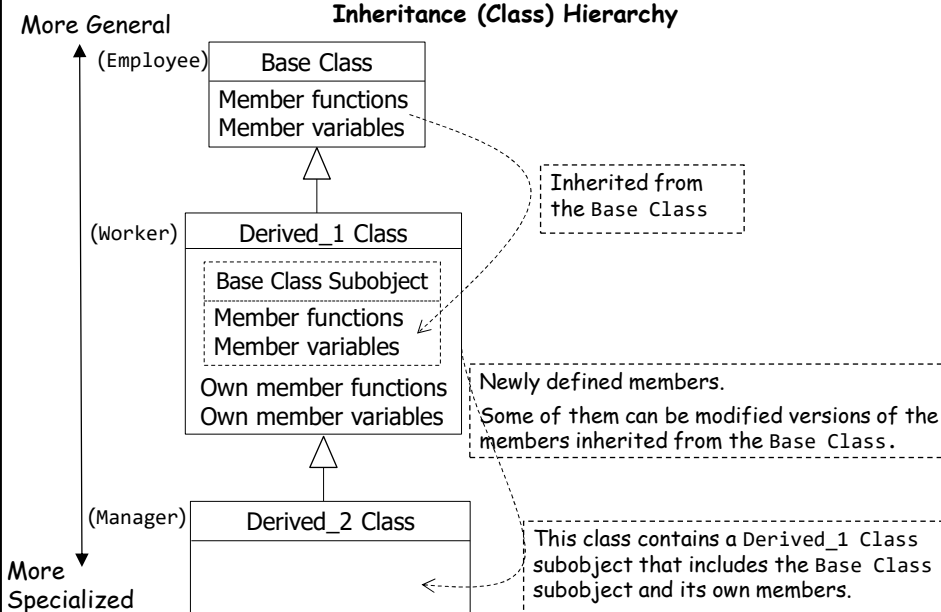 Inheritance (Class) Hierarchy
More General
(Employee)
Base Class
Member functions
Member variables
Inherited from
the Base Class
(Worker)
Derived_1 Class
Base Class Subobject
Member functions
Member variables
Own member functions
Own member variables
Newly defined members.
Some of them can be modified versions of the
members inherited from the Base Class.
(Manager)
Derived_2 Class
This class contains a Derived_1 Class
subobject that includes the Base Class
subobject and its own members.
More
Specialized